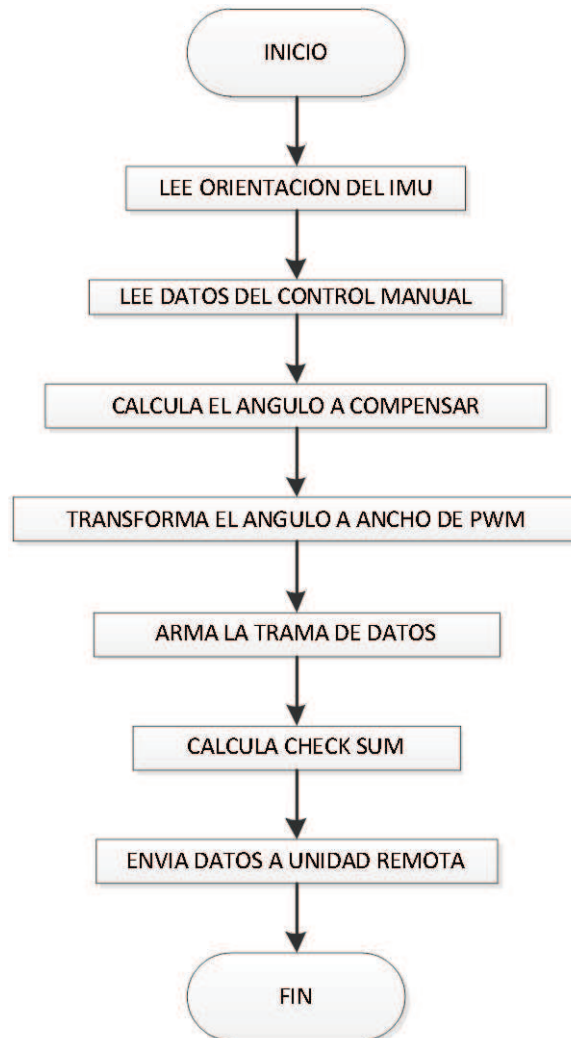 INICIO
LEE ORIENTACION DEL IMU
LEE DATOS DEL CONTROL MANUAL
CALCULA EL ANGULO A COMPENSAR
TRANSFORMA EL ANGULO A ANCHO DE PWM
ARMA LA TRAMA DE DATOS
CALCULA CHECK SUM
ENVIA DATOS A UNIDAD REMOTA
FIN